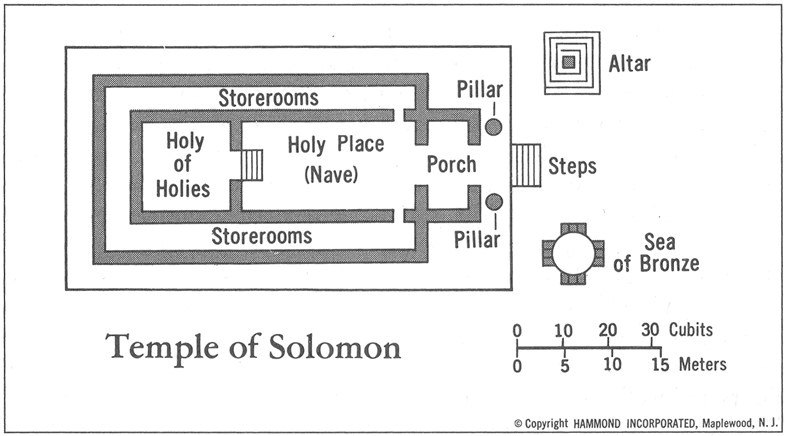 Altar
Pillar
Storerooms
Holy
of
Holies
Holy Place
(Nave)
Porch
Steps
Storerooms
Pillar
Sea
of Bronze
Temple of Solomon
0 10 20 30 Cubits
0 5 10 15 Meters
© Copyright HAMMOND INCORPORATED, Maplewood, N. J.